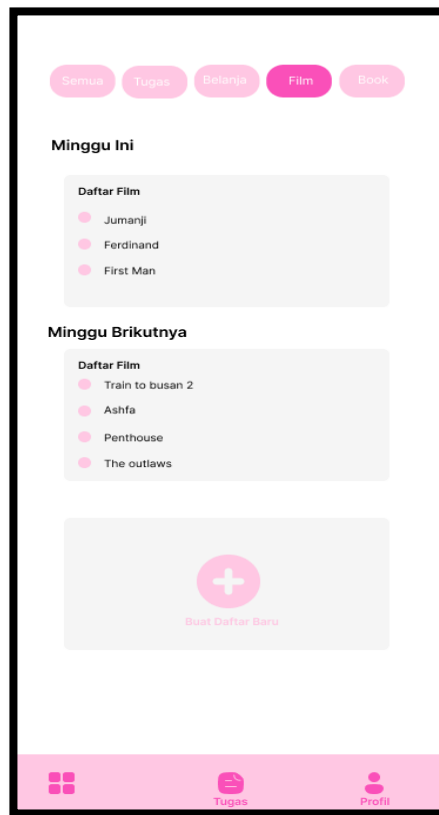 Semua Tugas Belanja Film Book
Minggu Ini
Daftar Film
Jumanji
Ferdinand
First Man
Minggu Brikutnya
Daftar Film
Train to busan 2
Ashfa
Penthouse
The outlaws
Buat Daftar Baru
Tugas Profil